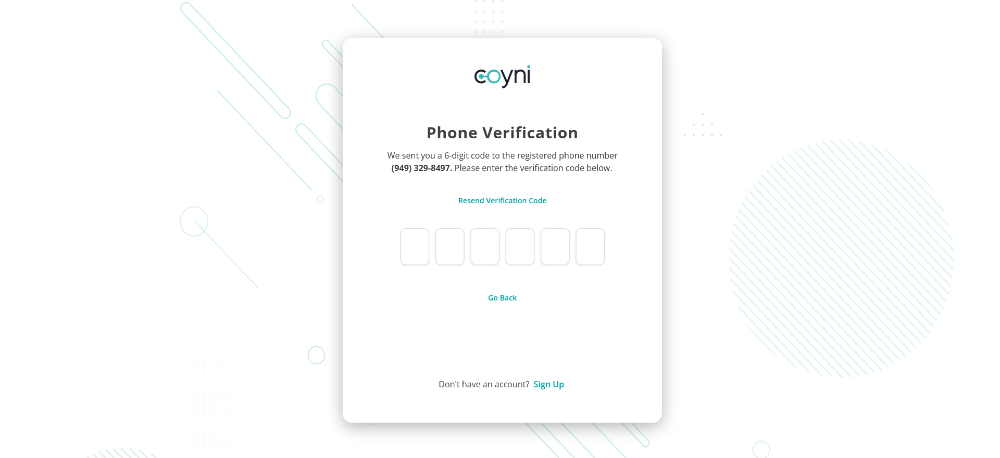 coyni
Phone Verification
We sent you a 6-digit code to the registered phone number
(949) 329-8497. Please enter the verification code below.
Resend Verification Code
Go Back
Don't have an account? Sign Up